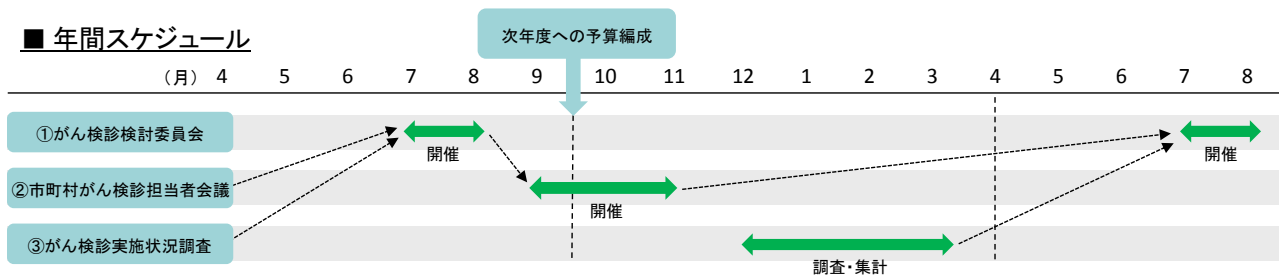 ■ 年間スケジュール
次年度への予算編成
（月） 4 5 6 7 8 9 10 11 12 1 2 3 4 5 6 7 8
①がん検診検討委員会
開催
開催
②市町村がん検診担当者会議
開催
③がん検診実施状況調査
調査・集計